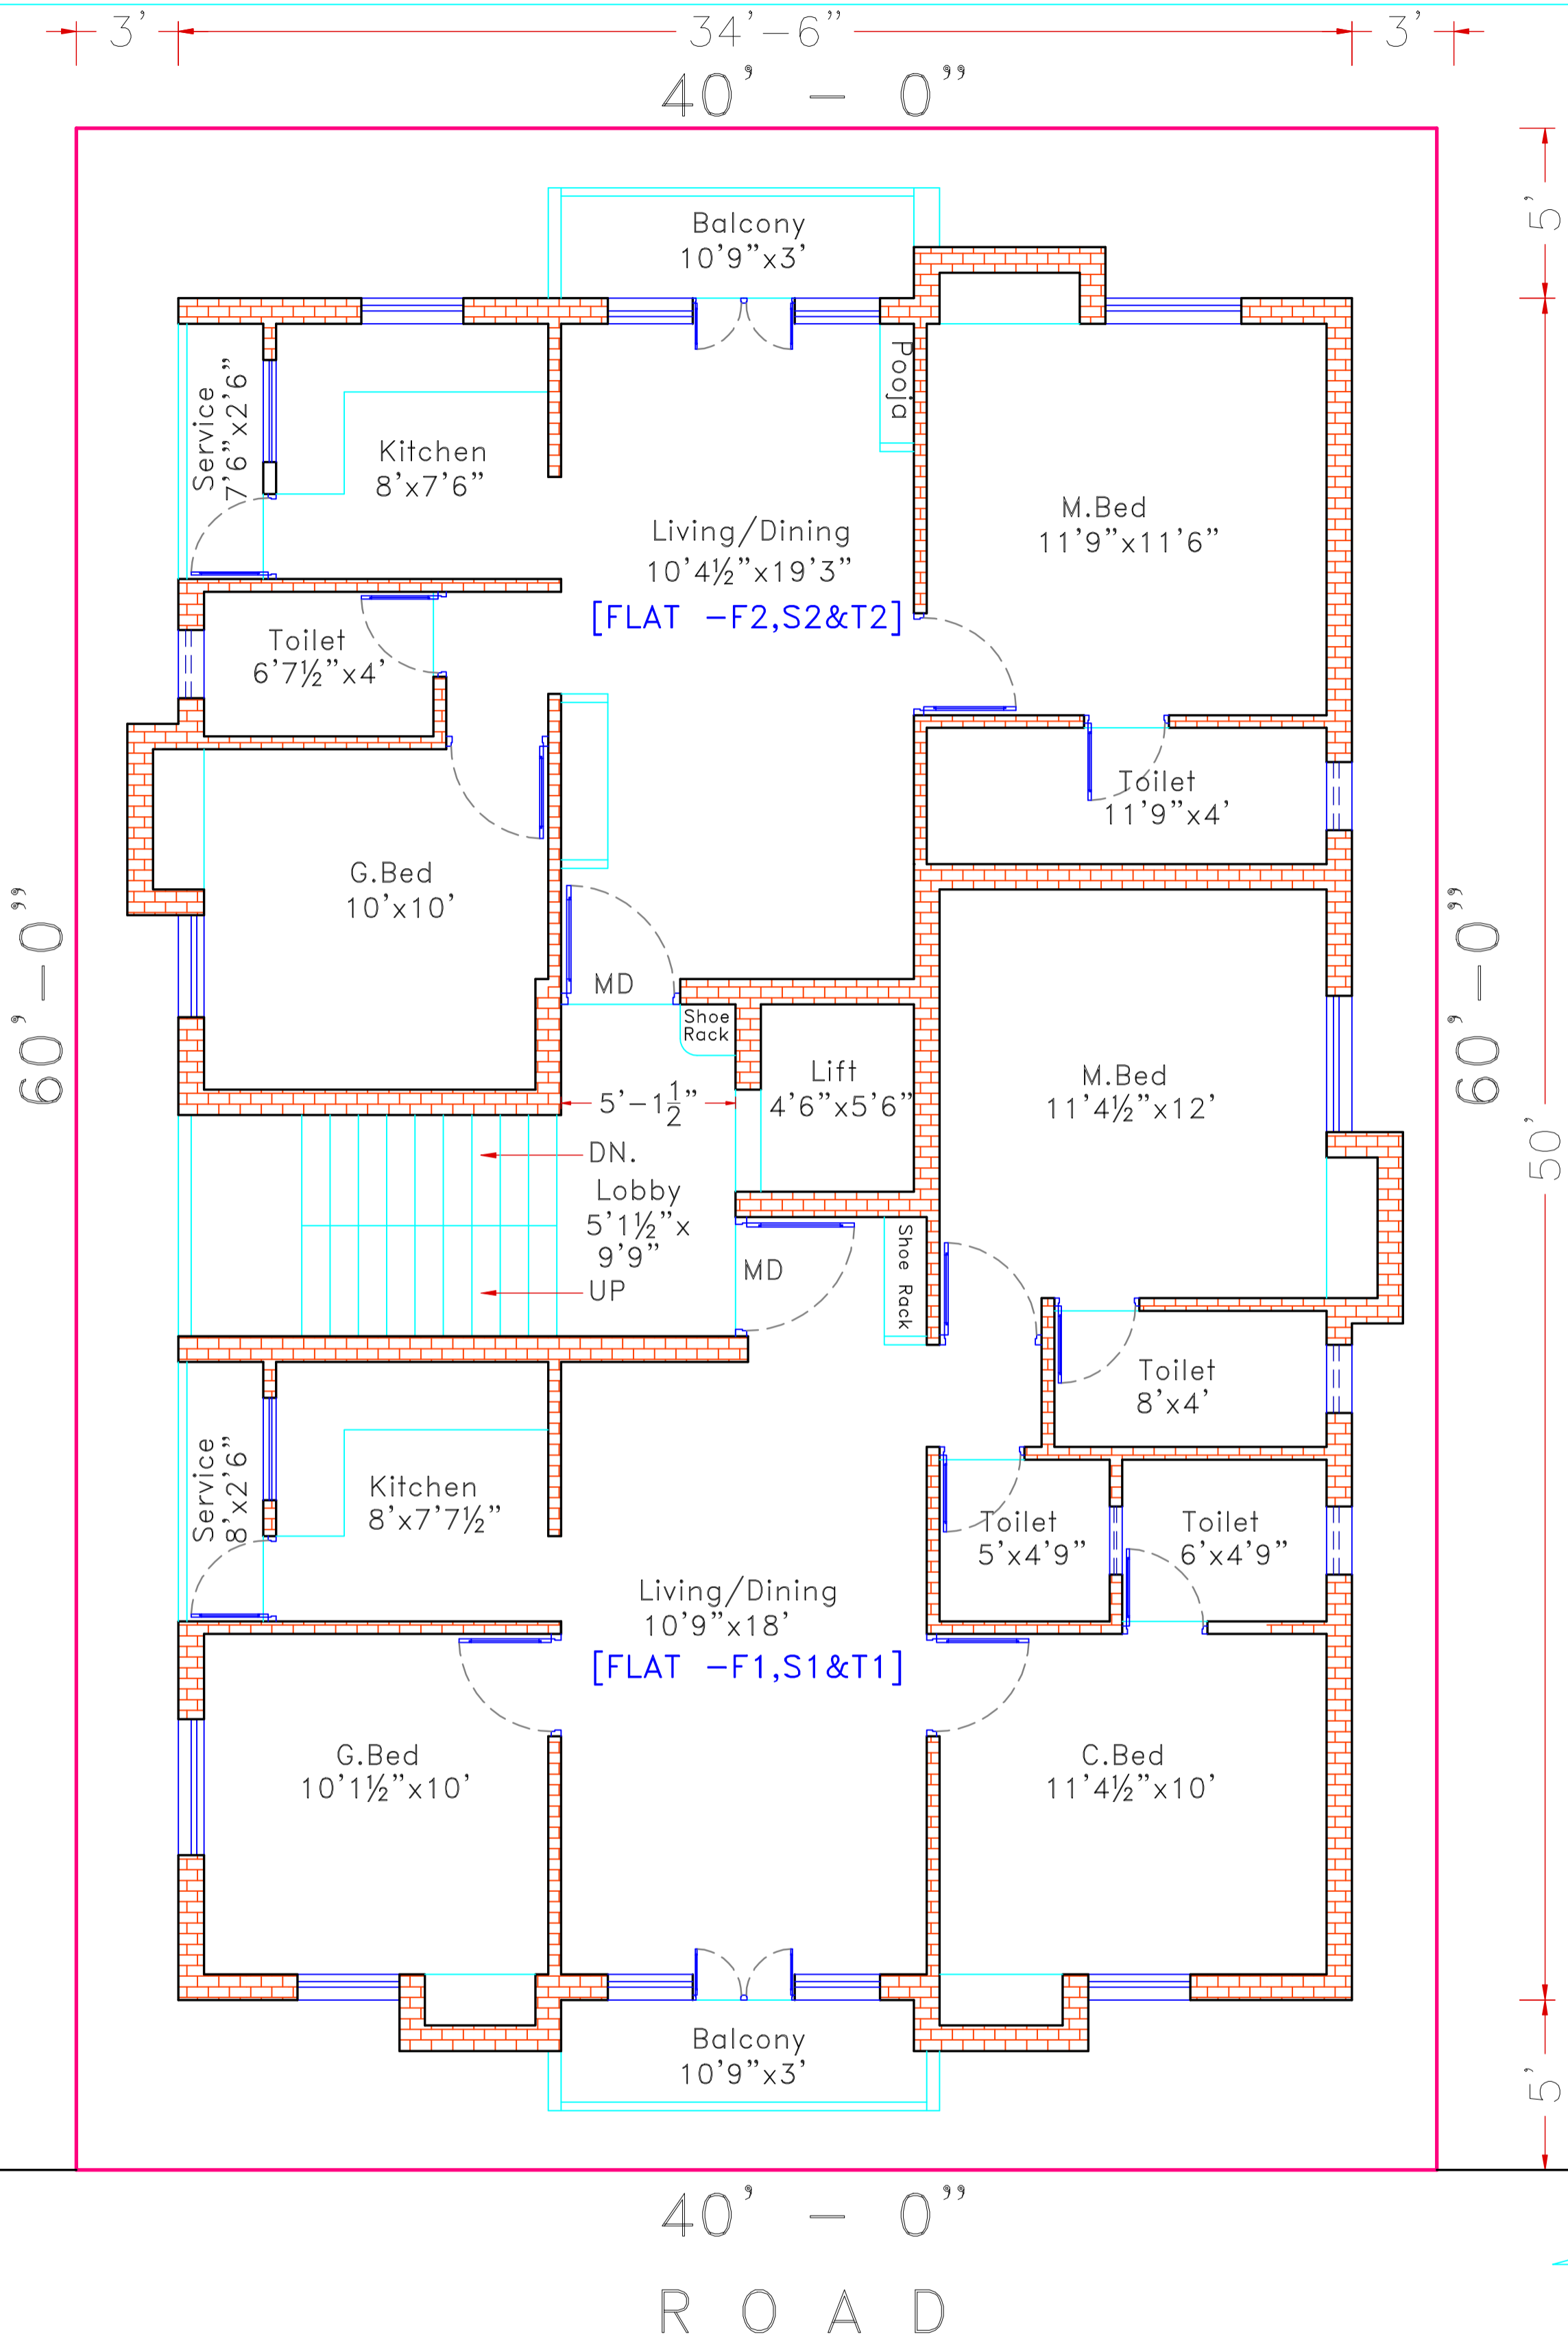 3' 34'-6" 3'
40' - 0"
5'
Balcony
10'9"x3'
Pooja
Service
7'6"x2'6"
Kitchen
8'x7'6"
Living/Dining
10'4½"x19'3"
[FLAT -F2,S2&T2]
M.Bed
11'9"x11'6"
Toilet
6'7½"x4'
Toilet
11'9"x4'
G.Bed
10'x10'
60'-0"
60'-0"
50'
MD
Shoe
Rack
Lift
4'6"x5'6"
M.Bed
11'4½"x12'
5'-1½"
DN.
Lobby
5'1½"x
9'9"
UP
MD
Shoe Rack
Toilet
8'x4'
Service
8'x2'6"
Kitchen
8'x7'7½"
Toilet
5'x4'9"
Toilet
6'x4'9"
Living/Dining
10'9"x18'
[FLAT -F1,S1&T1]
G.Bed
10'1½"x10'
C.Bed
11'4½"x10'
Balcony
10'9"x3'
5'
40' - 0"
ROAD